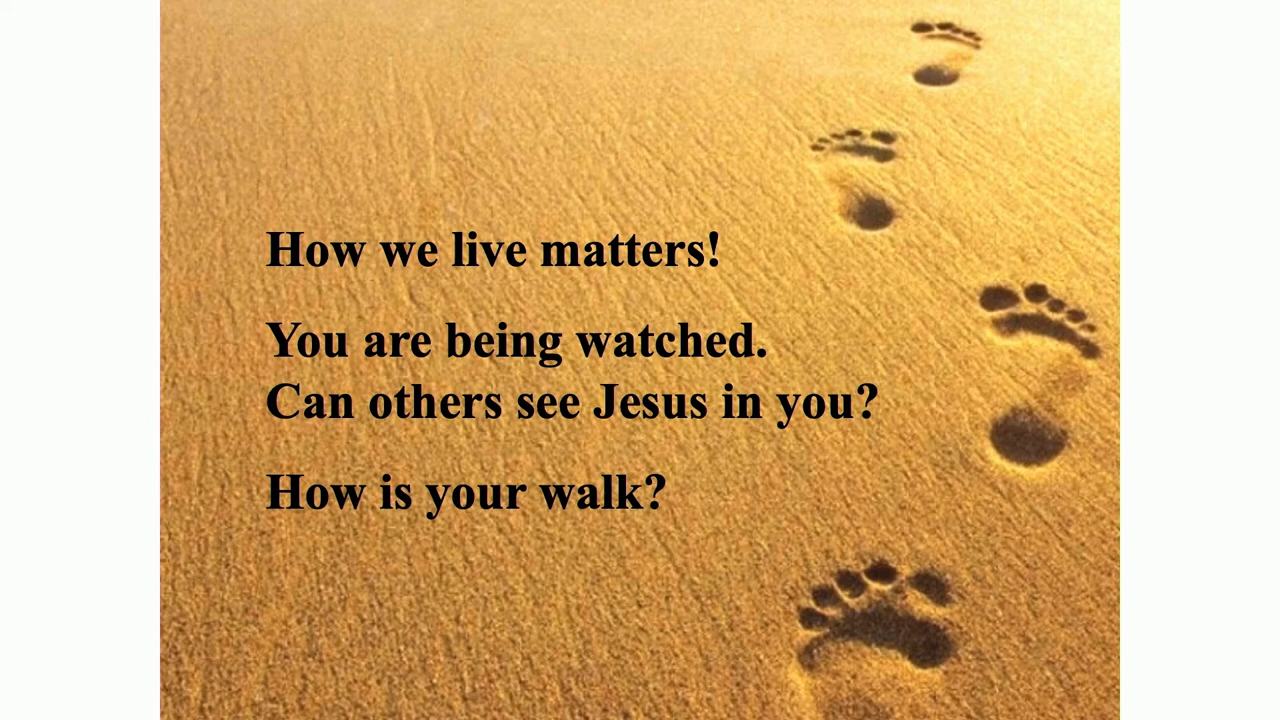 How we live matters!
You are being watched.
Can others see Jesus in you?
How is your walk?